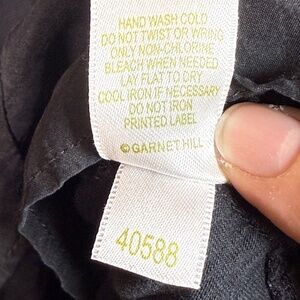 HAND WASH COLD
DO NOT TWIST OR WRING
ONLY NON-CHLORINE
BLEACH WHEN NEEDED
LAY FLAT TO DRY
COOL IRON IF NECESSARY
DO NOT IRON
PRINTED LABEL
©GARNET HILL
40588